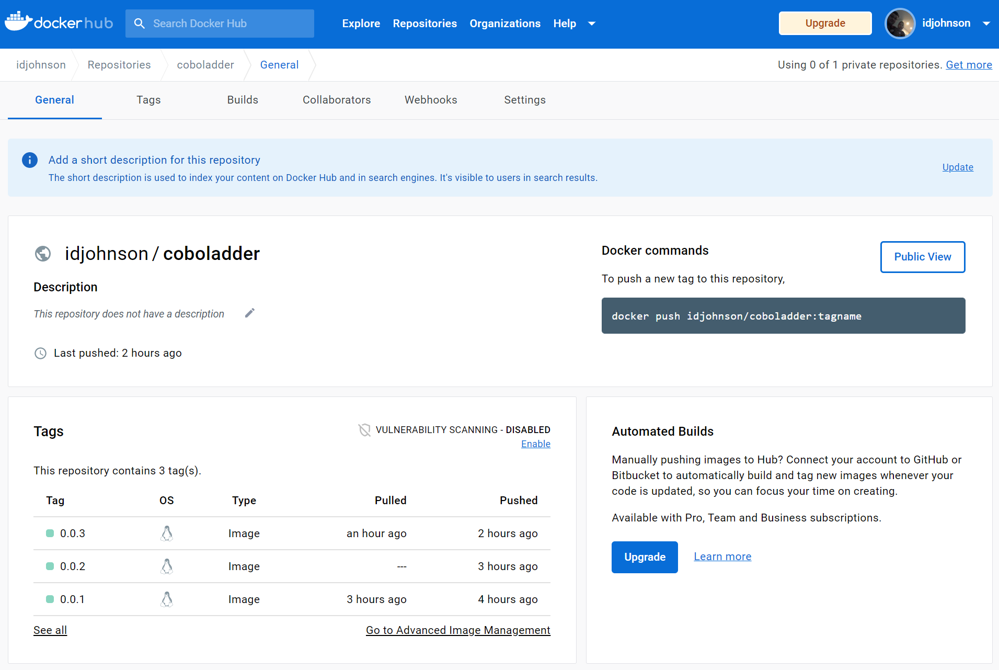 docker hub
Search Docker Hub
Explore
Repositories
Organizations
Help
Upgrade
idjohnson
idjohnson
Repositories
coboladder
General
Using 0 of 1 private repositories. Get more
General
Tags
Builds
Collaborators
Webhooks
Settings
Add a short description for this repository
The short description is used to index your content on Docker Hub and in search engines. It's visible to users in search results.
Update
idjohnson / coboladder
Description
This repository does not have a description
Last pushed: 2 hours ago
Docker commands
Public View
To push a new tag to this repository,
docker push idjohnson/coboladder:tagname
Tags
VULNERABILITY SCANNING - DISABLED
Enable
This repository contains 3 tag(s).
Tag OS Type Pulled Pushed
0.0.3 Image an hour ago 2 hours ago
0.0.2 Image --- 3 hours ago
0.0.1 Image 3 hours ago 4 hours ago
See all
Go to Advanced Image Management
Automated Builds
Manually pushing images to Hub? Connect your account to GitHub or
Bitbucket to automatically build and tag new images whenever your
code is updated, so you can focus your time on creating.
Available with Pro, Team and Business subscriptions.
Upgrade
Learn more